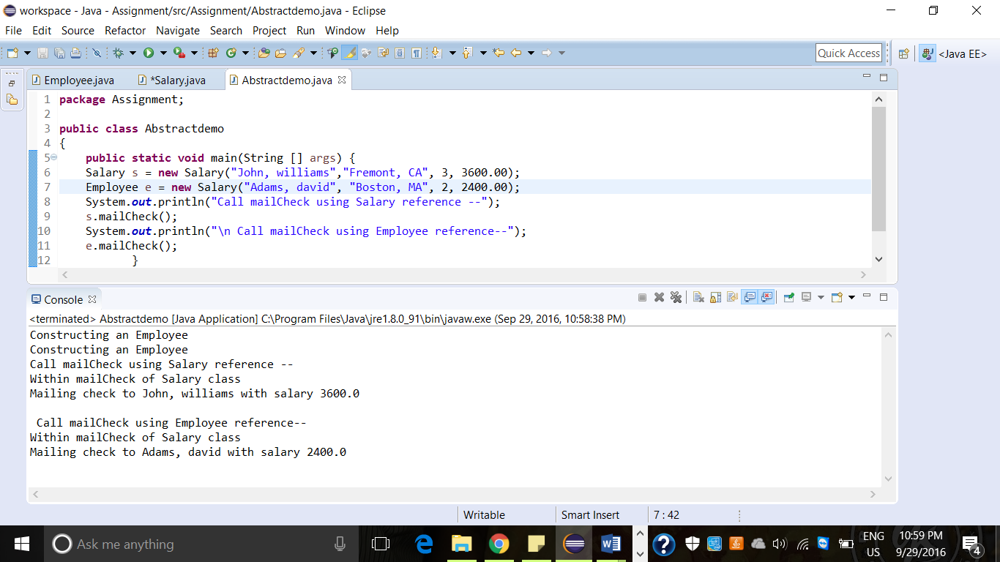 workspace - Java - Assignment/src/Assignment/Abstractdemo.java - Eclipse
File Edit Source Refactor Navigate Search Project Run Window Help
Quick Access
<Java EE>
Employee.java *Salary.java Abstractdemo.java
1 package Assignment;
2
3 public class Abstractdemo
4 {
5 public static void main(String [] args) {
6 Salary s = new Salary("John, williams","Fremont, CA", 3, 3600.00);
7 Employee e = new Salary("Adams, david", "Boston, MA", 2, 2400.00);
8 System.out.println("Call mailCheck using Salary reference --");
9 s.mailCheck();
10 System.out.println("\n Call mailCheck using Employee reference--");
11 e.mailCheck();
12 }
Console
<terminated> Abstractdemo [Java Application] C:\Program Files\Java\jre1.8.0_91\bin\javaw.exe (Sep 29, 2016, 10:58:38 PM)
Constructing an Employee
Constructing an Employee
Call mailCheck using Salary reference --
Within mailCheck of Salary class
Mailing check to John, williams with salary 3600.0
Call mailCheck using Employee reference--
Within mailCheck of Salary class
Mailing check to Adams, david with salary 2400.0
Writable Smart Insert 7 : 42
Ask me anything
ENG 10:59 PM
US 9/29/2016 4